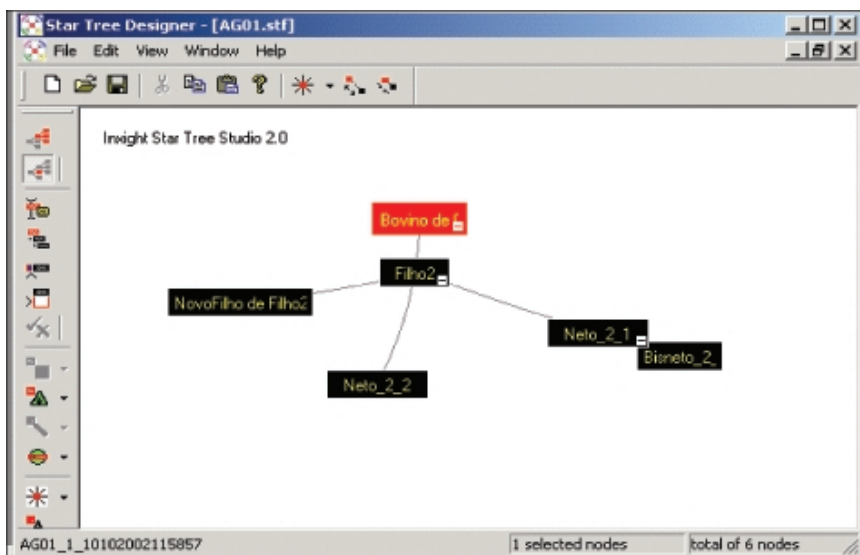 Star Tree Designer - [AG01.stf]
File Edit View Window Help
Inxight Star Tree Studio 2.0
Bovino de
Filho2
NovoFilho de Filho2
Neto_2_1
Bisneto_2_
Neto_2_2
AG01_1_10102002115857 1 selected nodes total of 6 nodes